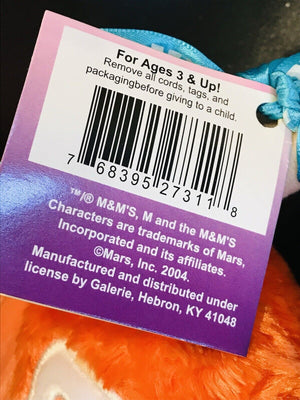 For Ages 3 & Up!
Remove all cords, tags, and
packagingbefore giving to a child.
7 68395 27311 8
™/® M&M'S, M and the M&M'S
Characters are trademarks of Mars,
Incorporated and its affiliates.
©Mars, Inc. 2004.
Manufactured and distributed under
license by Galerie, Hebron, KY 41048